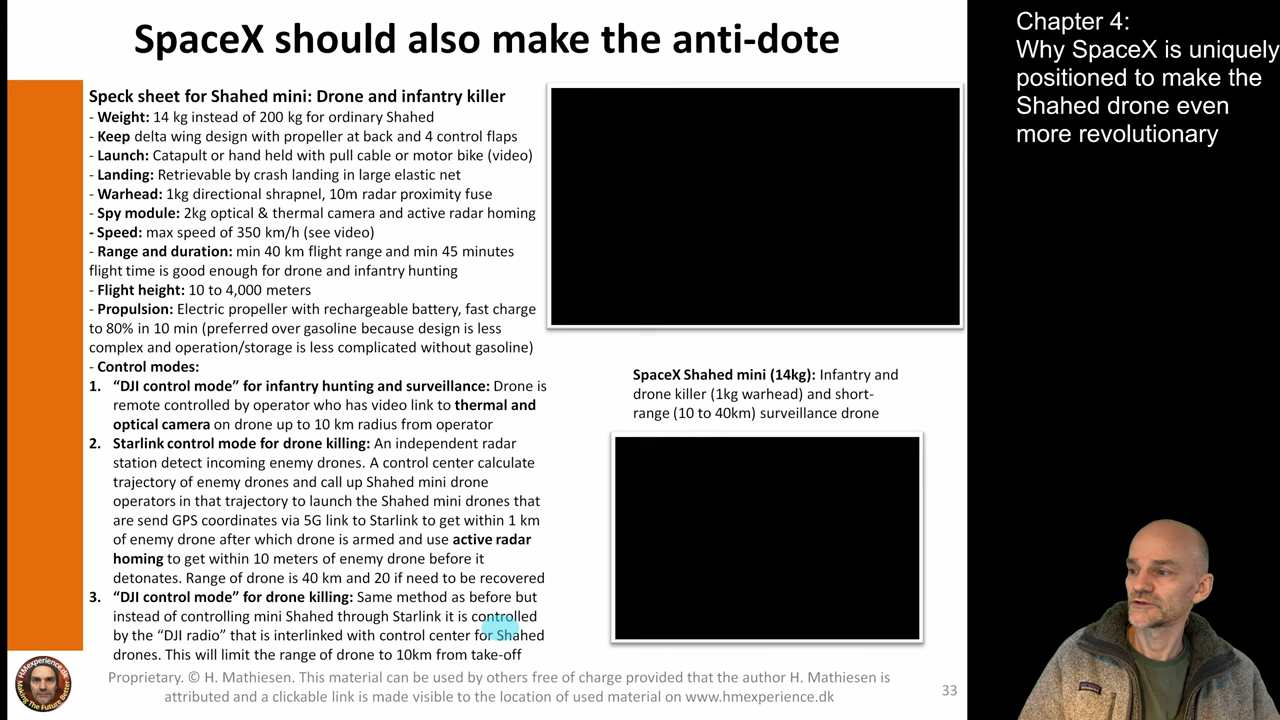 SpaceX should also make the anti-dote
Speck sheet for Shahed mini: Drone and infantry killer
- Weight: 14 kg instead of 200 kg for ordinary Shahed
- Keep delta wing design with propeller at back and 4 control flaps
- Launch: Catapult or hand held with pull cable or motor bike (video)
- Landing: Retrievable by crash landing in large elastic net
- Warhead: 1kg directional shrapnel, 10m radar proximity fuse
- Spy module: 2kg optical & thermal camera and active radar homing
- Speed: max speed of 350 km/h (see video)
- Range and duration: min 40 km flight range and min 45 minutes
flight time is good enough for drone and infantry hunting
- Flight height: 10 to 4,000 meters
- Propulsion: Electric propeller with rechargeable battery, fast charge
to 80% in 10 min (preferred over gasoline because design is less
complex and operation/storage is less complicated without gasoline)
- Control modes:
1. “DJI control mode” for infantry hunting and surveillance: Drone is
remote controlled by operator who has video link to thermal and
optical camera on drone up to 10 km radius from operator
2. Starlink control mode for drone killing: An independent radar
station detect incoming enemy drones. A control center calculate
trajectory of enemy drones and call up Shahed mini drone
operators in that trajectory to launch the Shahed mini drones that
are send GPS coordinates via 5G link to Starlink to get within 1 km
of enemy drone after which drone is armed and use active radar
homing to get within 10 meters of enemy drone before it
detonates. Range of drone is 40 km and 20 if need to be recovered
3. “DJI control mode” for drone killing: Same method as before but
instead of controlling mini Shahed through Starlink it is controlled
by the “DJI radio” that is interlinked with control center for Shahed
drones. This will limit the range of drone to 10km from take-off
SpaceX Shahed mini (14kg): Infantry and
drone killer (1kg warhead) and short-
range (10 to 40km) surveillance drone
Proprietary. © H. Mathiesen. This material can be used by others free of charge provided that the author H. Mathiesen is
attributed and a clickable link is made visible to the location of used material on www.hmexperience.dk
33
Chapter 4:
Why SpaceX is uniquely
positioned to make the
Shahed drone even
more revolutionary